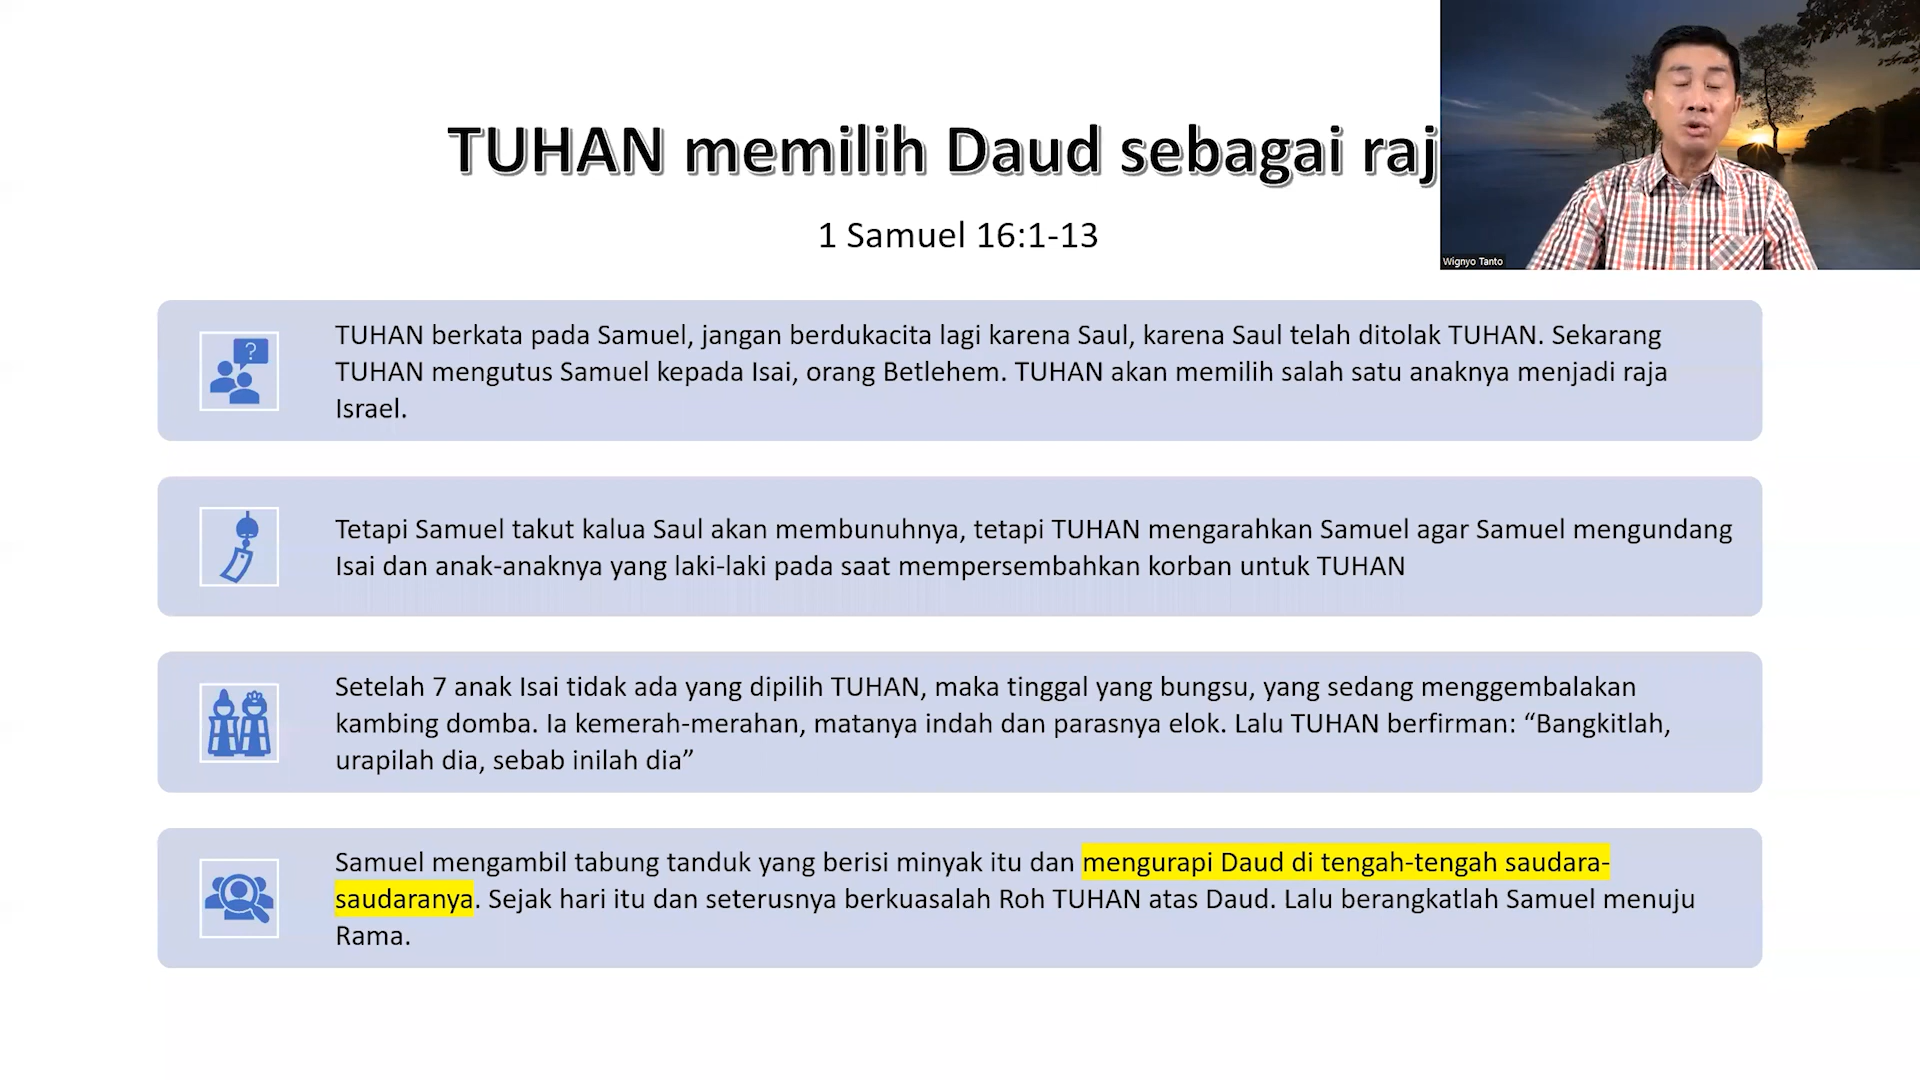 TUHAN memilih Daud sebagai raj
1 Samuel 16:1-13
Wignyo Tanto
?
TUHAN berkata pada Samuel, jangan berdukacita lagi karena Saul, karena Saul telah ditolak TUHAN. Sekarang
TUHAN mengutus Samuel kepada Isai, orang Betlehem. TUHAN akan memilih salah satu anaknya menjadi raja
Israel.
Tetapi Samuel takut kalua Saul akan membunuhnya, tetapi TUHAN mengarahkan Samuel agar Samuel mengundang
Isai dan anak-anaknya yang laki-laki pada saat mempersembahkan korban untuk TUHAN
Setelah 7 anak Isai tidak ada yang dipilih TUHAN, maka tinggal yang bungsu, yang sedang menggembalakan
kambing domba. Ia kemerah-merahan, matanya indah dan parasnya elok. Lalu TUHAN berfirman: “Bangkitlah,
urapilah dia, sebab inilah dia”
Samuel mengambil tabung tanduk yang berisi minyak itu dan mengurapi Daud di tengah-tengah saudara-
saudaranya. Sejak hari itu dan seterusnya berkuasalah Roh TUHAN atas Daud. Lalu berangkatlah Samuel menuju
Rama.